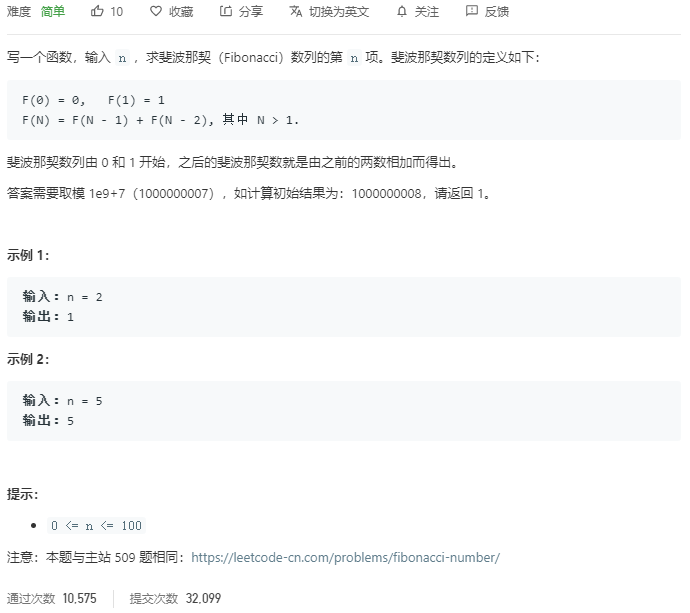 难度 简单 10 收藏 分享 切换为英文 关注 反馈
写一个函数，输入 n ，求斐波那契（Fibonacci）数列的第 n 项。斐波那契数列的定义如下：
F(0) = 0,   F(1) = 1
F(N) = F(N - 1) + F(N - 2), 其中 N > 1.
斐波那契数列由 0 和 1 开始，之后的斐波那契数就是由之前的两数相加而得出。
答案需要取模 1e9+7（1000000007），如计算初始结果为：1000000008，请返回 1。
示例 1：
输入：n = 2
输出：1
示例 2：
输入：n = 5
输出：5
提示：
• 0 <= n <= 100
注意：本题与主站 509 题相同：https://leetcode-cn.com/problems/fibonacci-number/
通过次数 10,575 提交次数 32,099